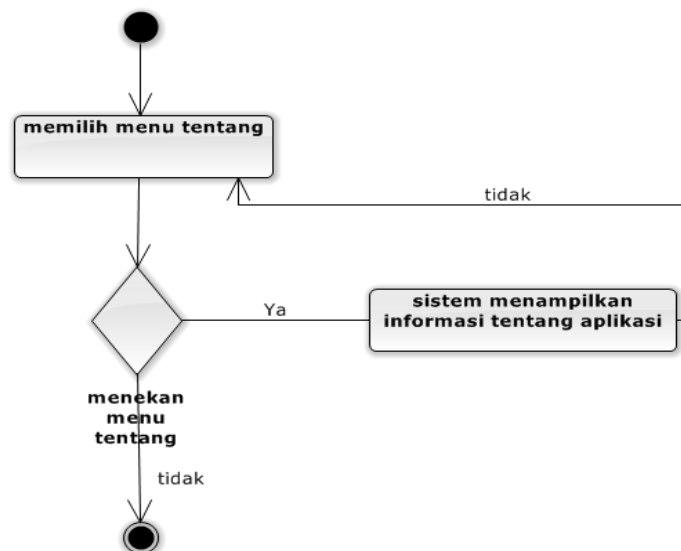 memilih menu tentang
tidak
Ya
sistem menampilkan
informasi tentang aplikasi
menekan
menu
tentang
tidak